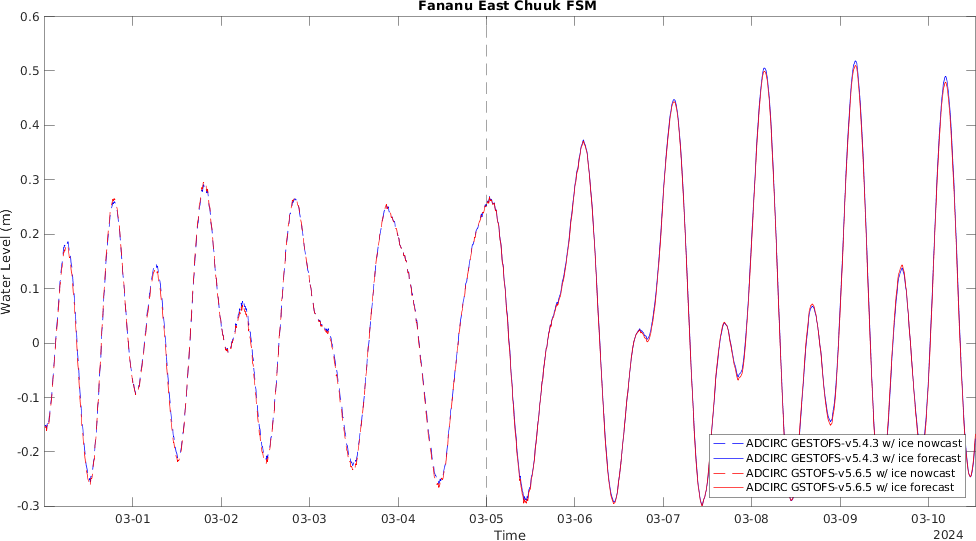 Fananu East Chuuk FSM
0.6
0.5
0.4
0.3
0.2
0.1
0
-0.1
-0.2
-0.3
Water Level (m)
ADCIRC GESTOFS-v5.4.3 w/ ice nowcast
ADCIRC GESTOFS-v5.4.3 w/ ice forecast
ADCIRC GSTOFS-v5.6.5 w/ ice nowcast
ADCIRC GSTOFS-v5.6.5 w/ ice forecast
03-01 03-02 03-03 03-04 03-05 03-06 03-07 03-08 03-09 03-10
Time
2024